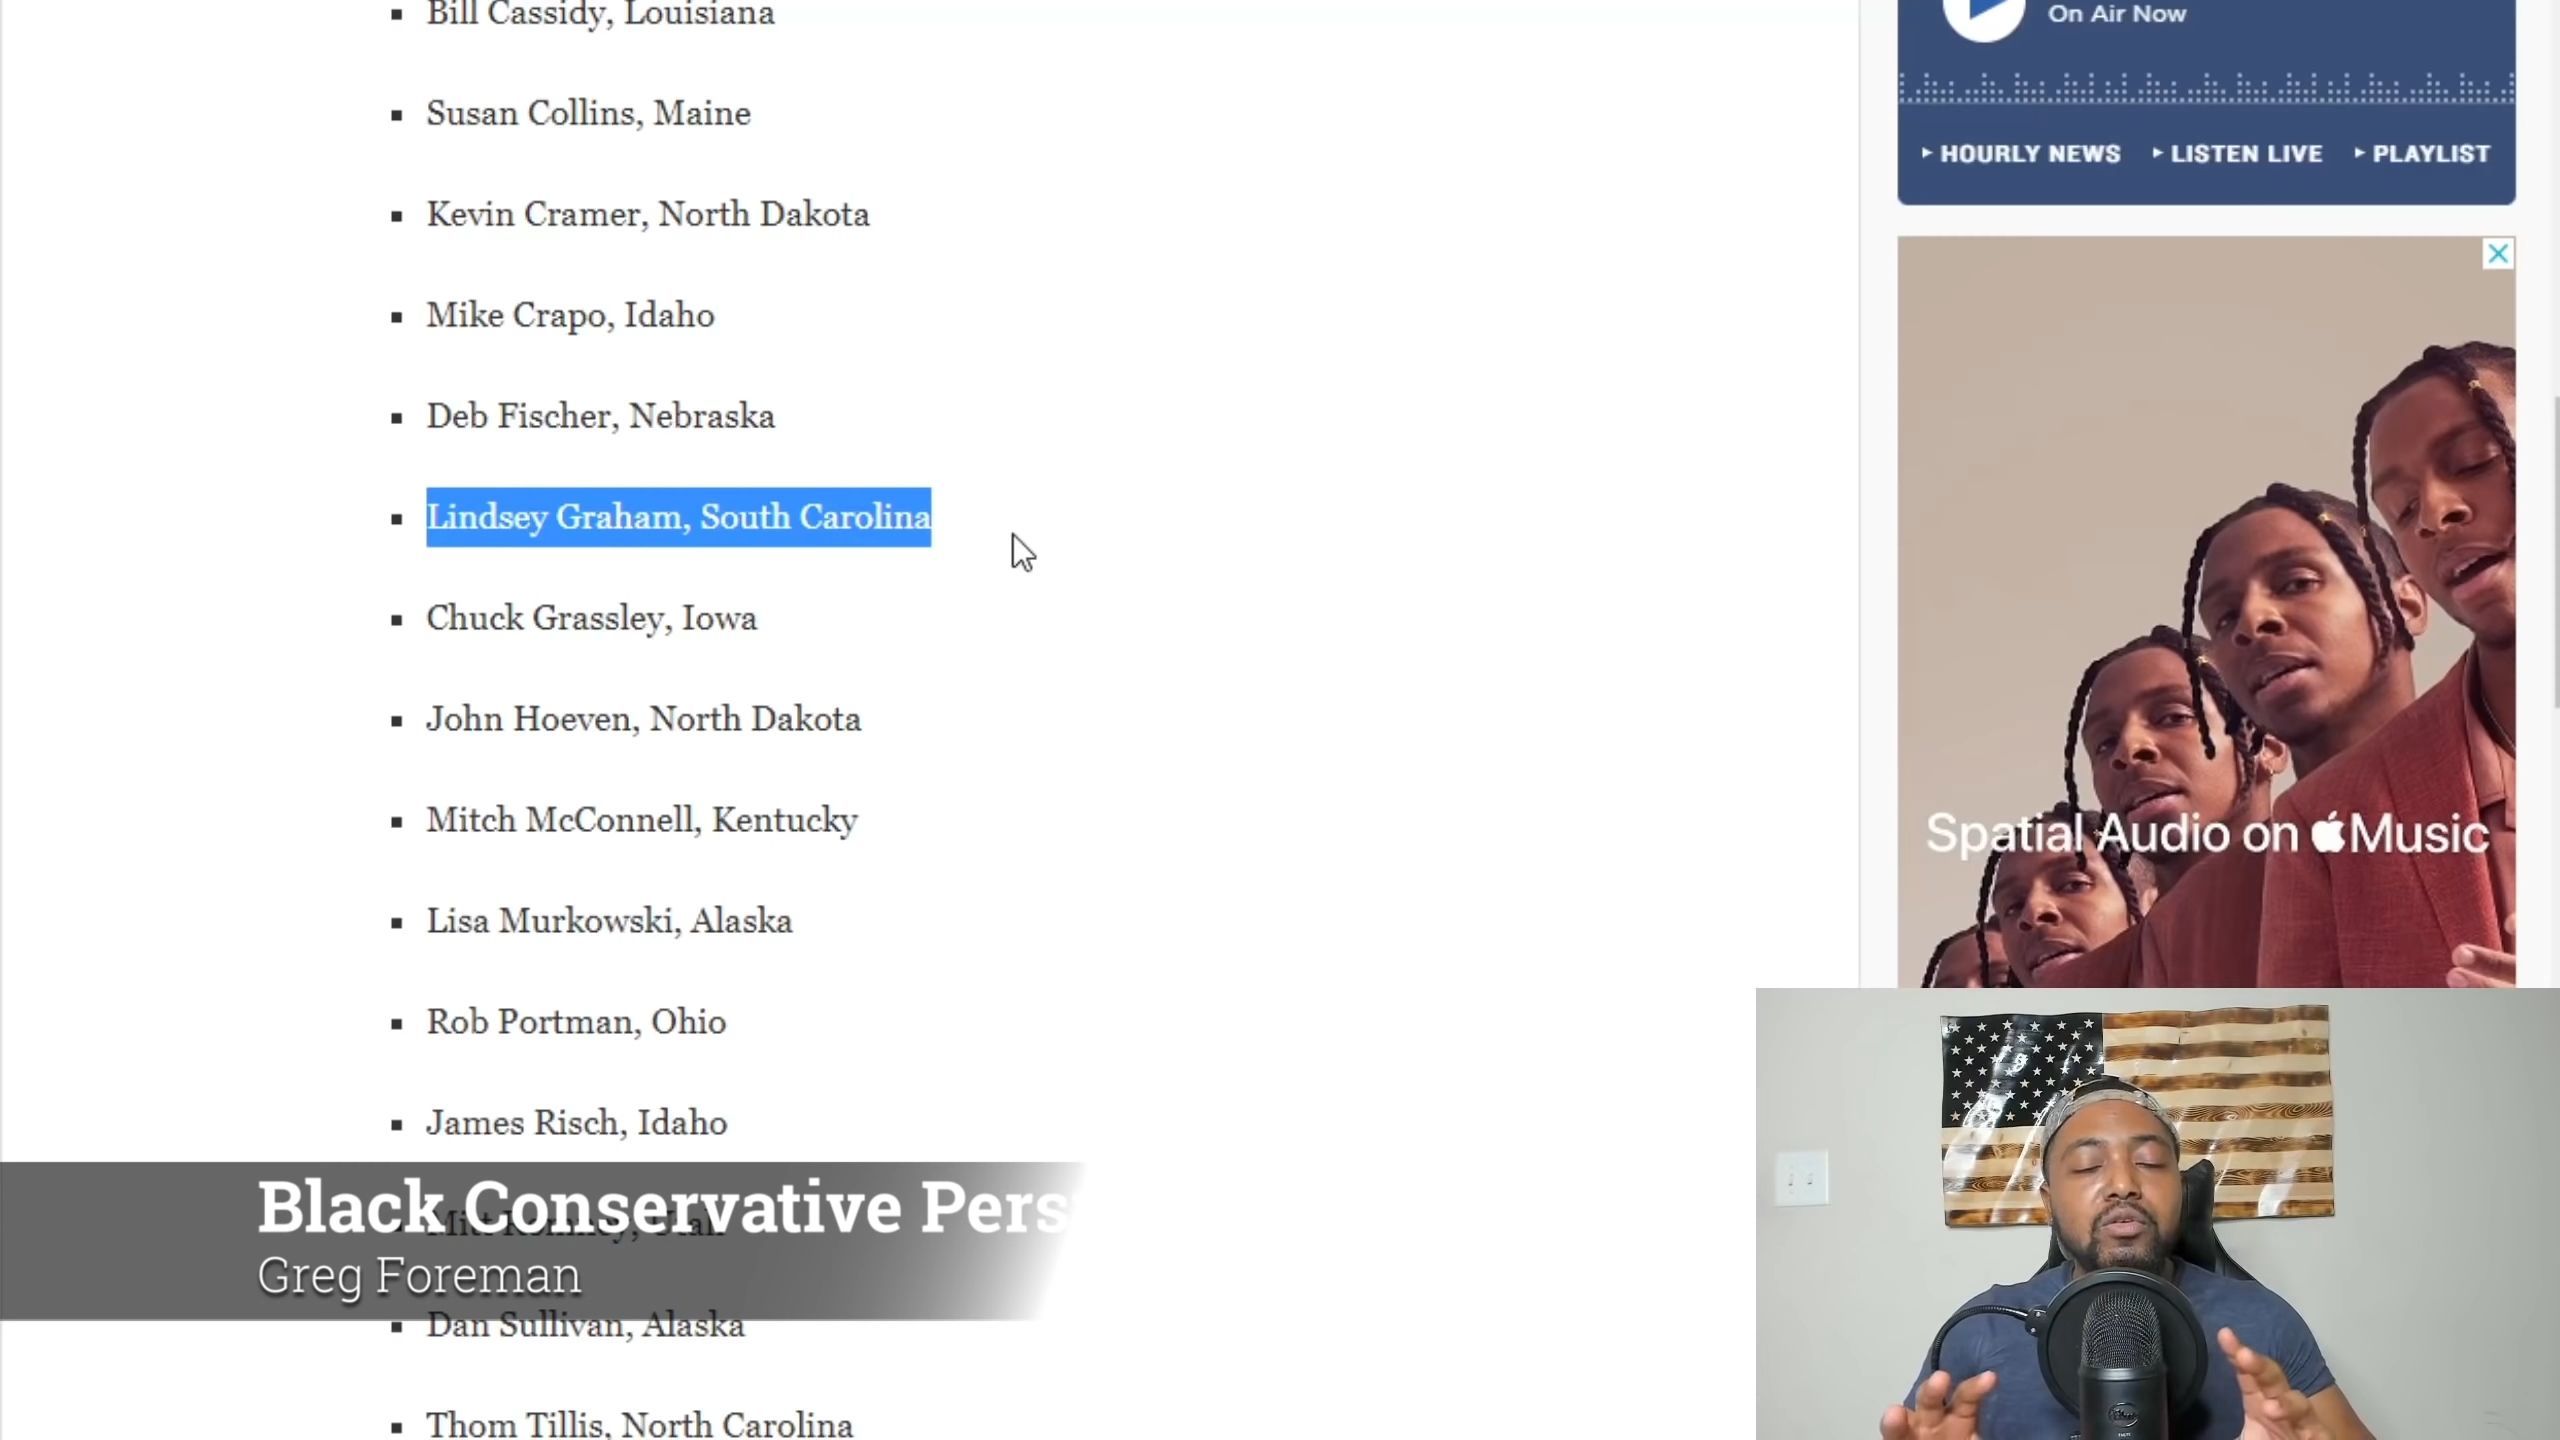 Bill Cassidy, Louisiana
Susan Collins, Maine
Kevin Cramer, North Dakota
Mike Crapo, Idaho
Deb Fischer, Nebraska
Lindsey Graham, South Carolina
Chuck Grassley, Iowa
John Hoeven, North Dakota
Mitch McConnell, Kentucky
Lisa Murkowski, Alaska
Rob Portman, Ohio
James Risch, Idaho
Mitt Romney, Utah
Dan Sullivan, Alaska
Thom Tillis, North Carolina
Black Conservative Pers
Greg Foreman
On Air Now
HOURLY NEWS LISTEN LIVE PLAYLIST
Spatial Audio on Music